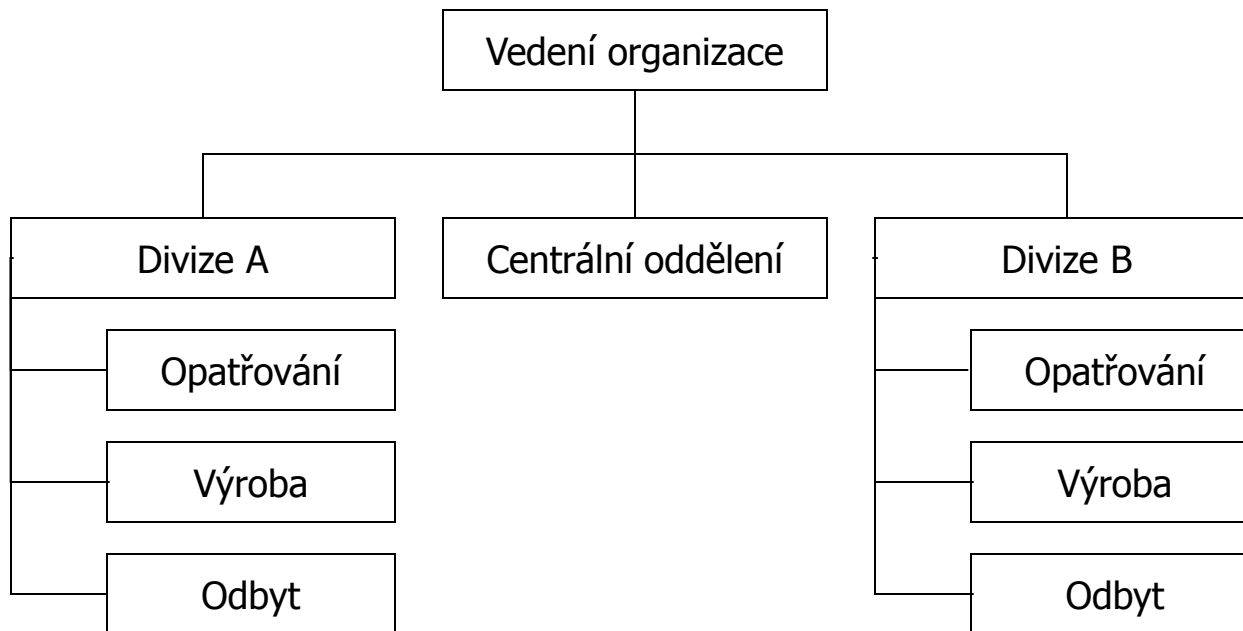 Vedení organizace
Divize A
Centrální oddělení
Divize B
Opatřování
Opatřování
Výroba
Výroba
Odbyt
Odbyt